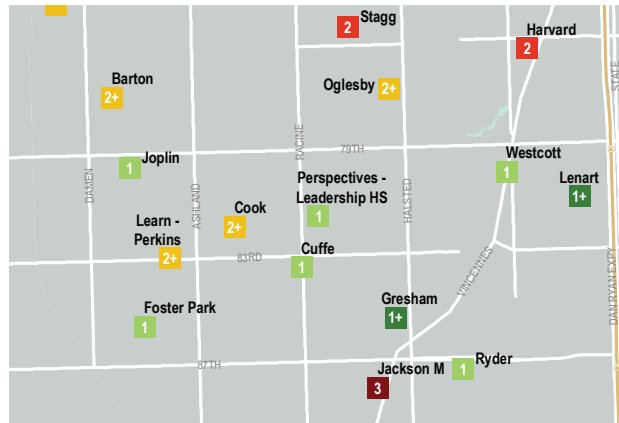 Stagg
2
Harvard
2
Barton
2+
Oglesby
2+
STATE
RACINE
79TH
Joplin
1
Westcott
1
Perspectives -
Leadership HS
1
Lenart
1+
DAMEN
ASHLAND
HALSTED
Cook
2+
Learn -
Perkins
2+
83RD
Cuffe
1
VINCENNES
DAN RYAN EXPY
Foster Park
1
Gresham
1+
87TH
Jackson M
3
Ryder
1